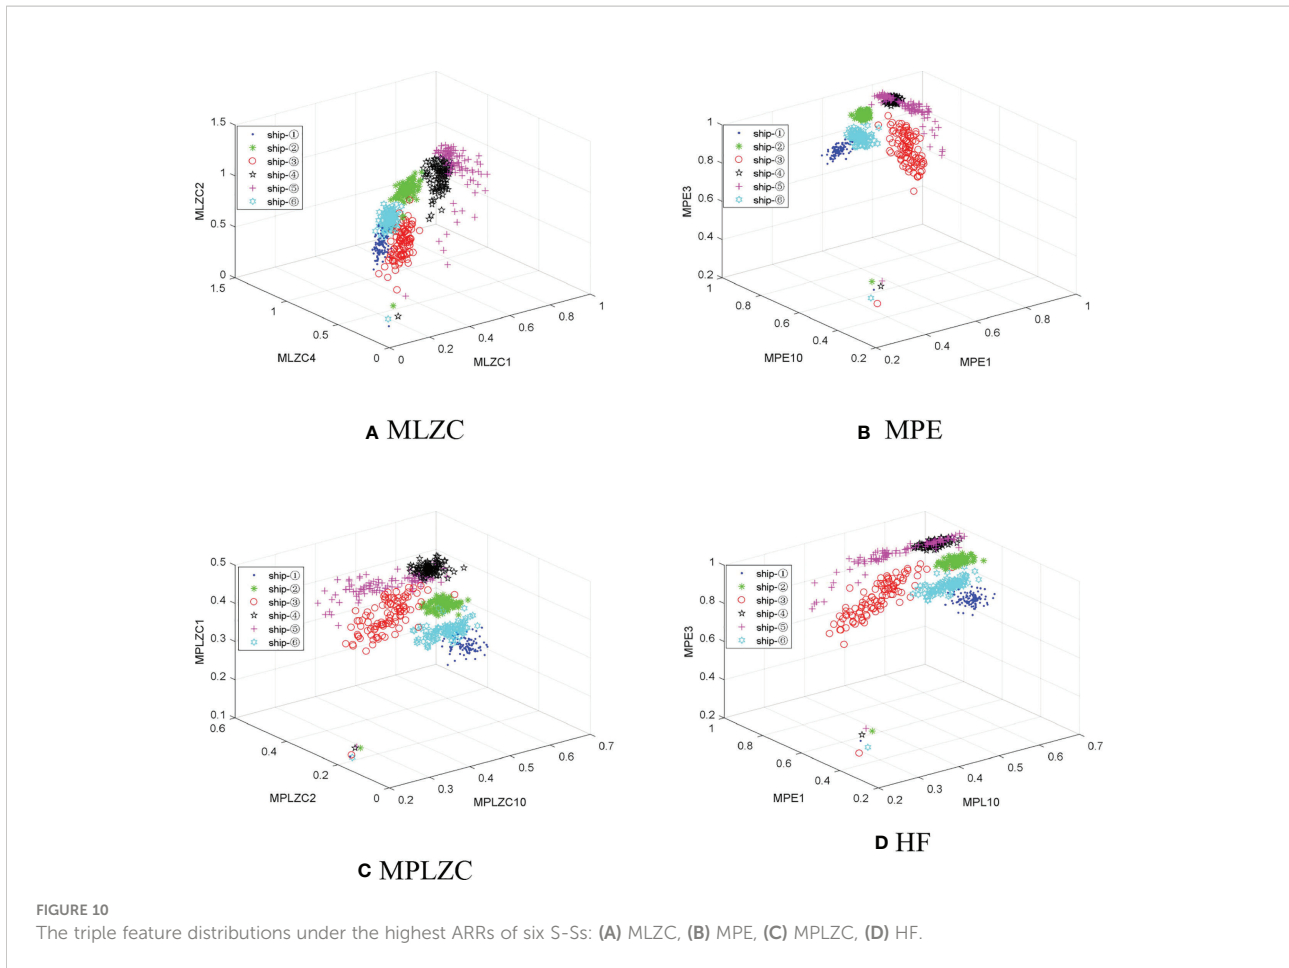 1.5
1
0.5
0
MLZC2
1.5
1
0.5
0
MLZC4
0
0.2
0.4
0.6
0.8
1
MLZC1
ship-①
ship-②
ship-③
ship-④
ship-⑤
ship-⑥
A MLZC
1
0.8
0.6
0.4
0.2
MPE3
1
0.8
0.6
0.4
0.2
MPE10
0.2
0.4
0.6
0.8
1
MPE1
ship-①
ship-②
ship-③
ship-④
ship-⑤
ship-⑥
B MPE
0.5
0.4
0.3
0.2
0.1
MPLZC1
0.6
0.4
0.2
0
MPLZC2
0.2
0.3
0.4
0.5
0.6
0.7
MPLZC10
ship-①
ship-②
ship-③
ship-④
ship-⑤
ship-⑥
C MPLZC
1
0.8
0.6
0.4
0.2
MPE3
1
0.8
0.6
0.4
0.2
MPE1
0.2
0.3
0.4
0.5
0.6
0.7
MPL10
ship-①
ship-②
ship-③
ship-④
ship-⑤
ship-⑥
D HF
FIGURE 10
The triple feature distributions under the highest ARRs of six S-Ss: (A) MLZC, (B) MPE, (C) MPLZC, (D) HF.